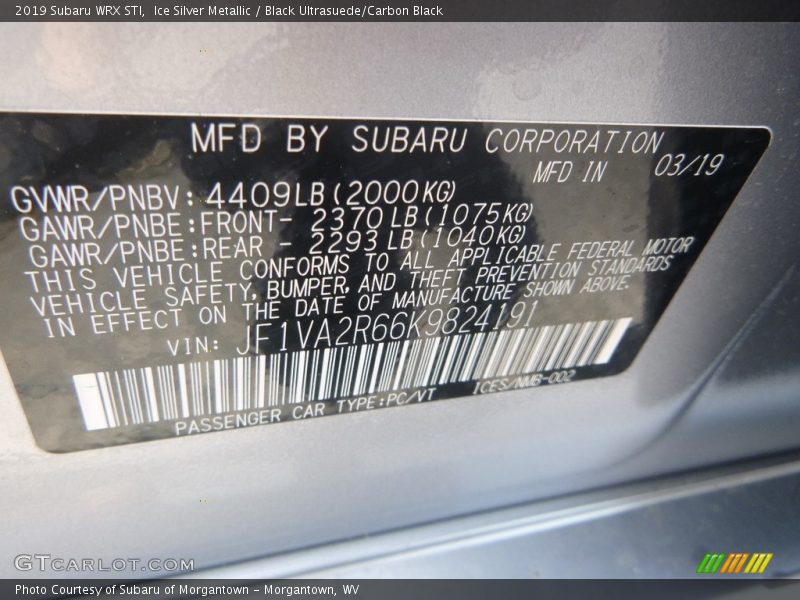 2019 Subaru WRX STI,  Ice Silver Metallic / Black Ultrasuede/Carbon Black
MFD BY SUBARU CORPORATION
MFD IN 03/19
GVWR/PNBV: 4409LB(2000KG)
GAWR/PNBE:FRONT- 2370LB(1075KG)
GAWR/PNBE:REAR - 2293LB(1040KG)
THIS VEHICLE CONFORMS TO ALL APPLICABLE FEDERAL MOTOR
VEHICLE SAFETY, BUMPER, AND THEFT PREVENTION STANDARDS
IN EFFECT ON THE DATE OF MANUFACTURE SHOWN ABOVE.
VIN: JF1VA2R66K9824191
PASSENGER CAR TYPE:PC/VT ICES/NMB-002
GTCARLOT.COM
Photo Courtesy of Subaru of Morgantown - Morgantown, WV